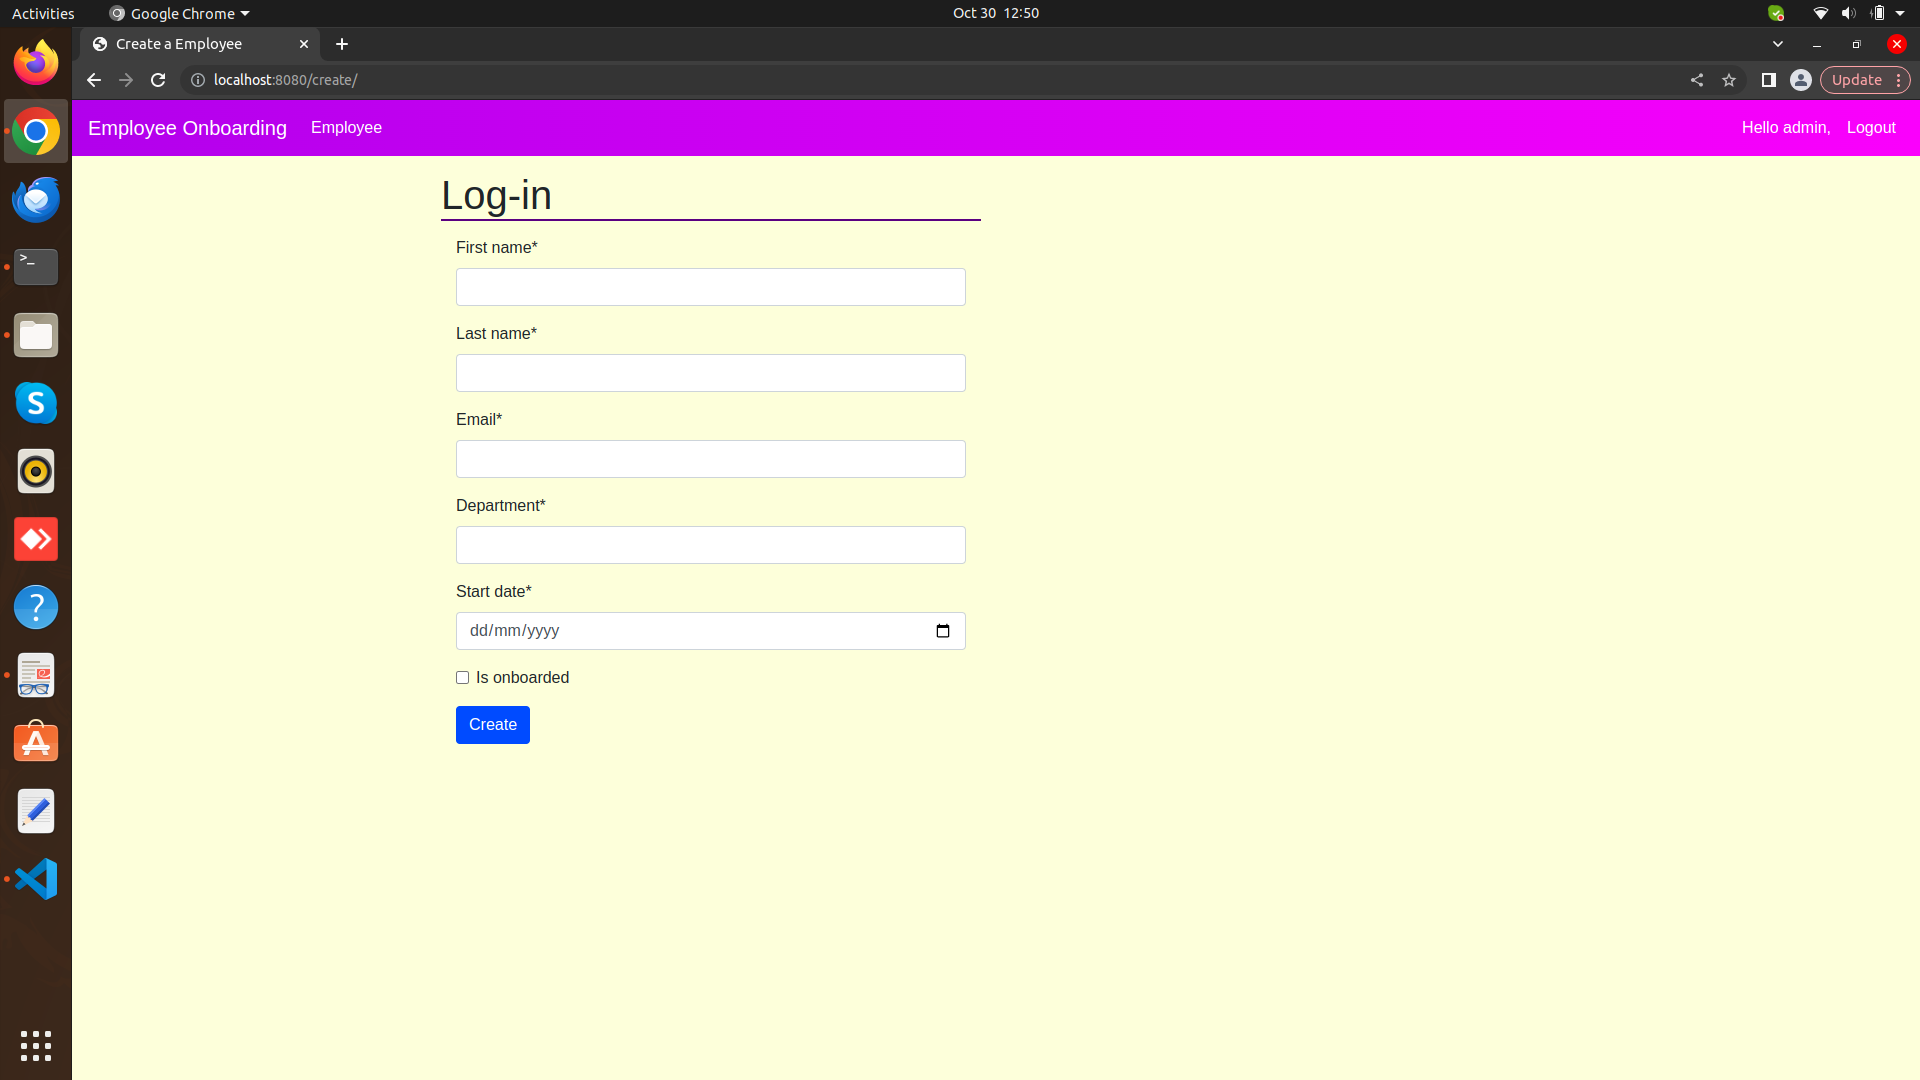 Activities
Google Chrome
Oct 30 12:50
Create a Employee
localhost:8080/create/
Update
Employee Onboarding
Employee
Hello admin,
Logout
Log-in
First name*
Last name*
Email*
Department*
Start date*
dd/mm/yyyy
Is onboarded
Create